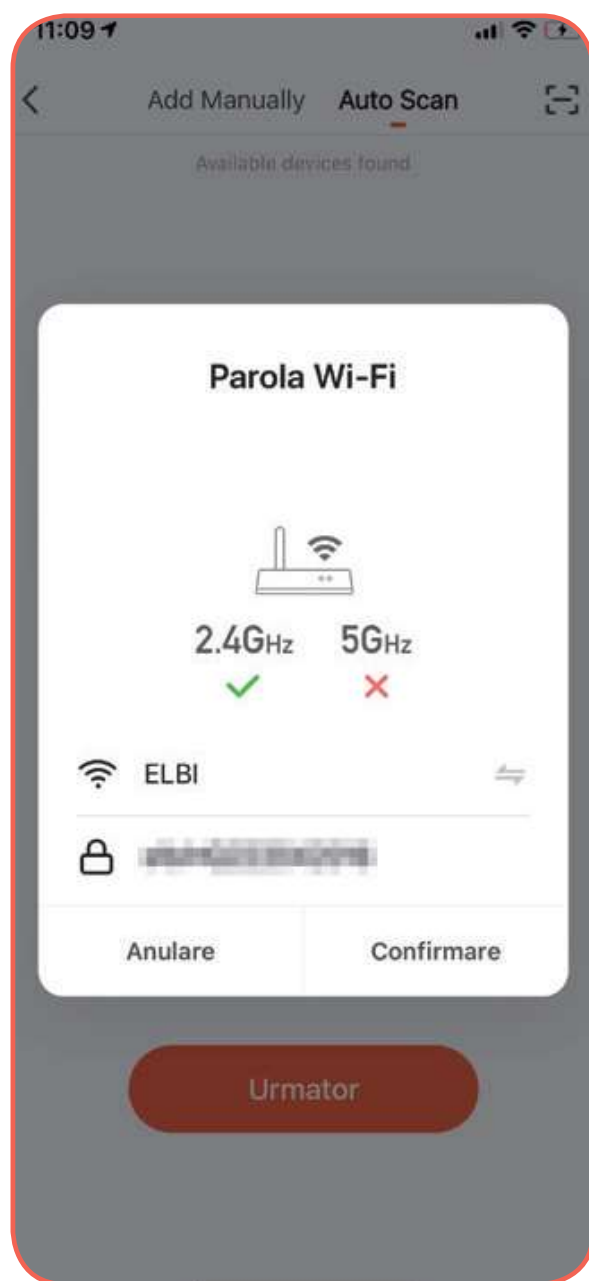 11:09
Add Manually Auto Scan
Available devices found
Parola Wi-Fi
2.4GHz 5GHz
ELBI
Anulare Confirmare
Urmator